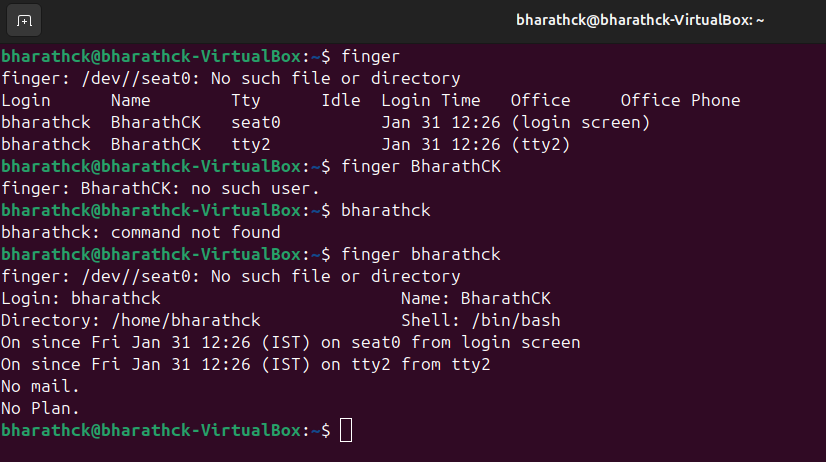 bharathck@bharathck-VirtualBox: ~
bharathck@bharathck-VirtualBox:~$ finger
finger: /dev//seat0: No such file or directory
Login      Name       Tty      Idle  Login Time   Office     Office Phone
bharathck  BharathCK  seat0          Jan 31 12:26 (login screen)
bharathck  BharathCK  tty2           Jan 31 12:26 (tty2)
bharathck@bharathck-VirtualBox:~$ finger BharathCK
finger: BharathCK: no such user.
bharathck@bharathck-VirtualBox:~$ bharathck
bharathck: command not found
bharathck@bharathck-VirtualBox:~$ finger bharathck
finger: /dev//seat0: No such file or directory
Login: bharathck                        Name: BharathCK
Directory: /home/bharathck              Shell: /bin/bash
On since Fri Jan 31 12:26 (IST) on seat0 from login screen
On since Fri Jan 31 12:26 (IST) on tty2 from tty2
No mail.
No Plan.
bharathck@bharathck-VirtualBox:~$